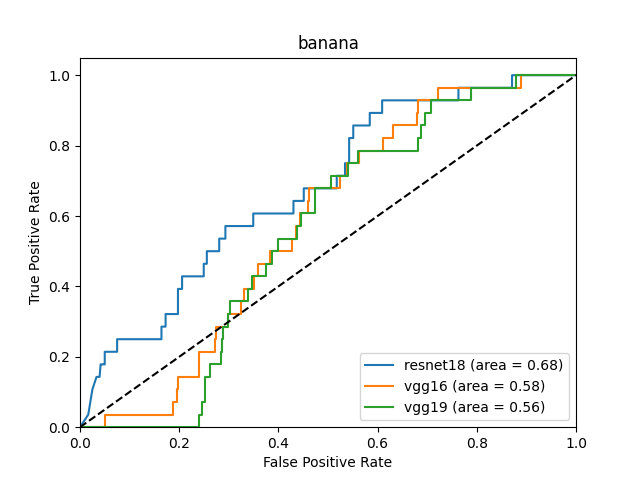 banana
1.0
0.8
0.6
0.4
0.2
0.0
True Positive Rate
resnet18 (area = 0.68)
vgg16 (area = 0.58)
vgg19 (area = 0.56)
0.0 0.2 0.4 0.6 0.8 1.0
False Positive Rate